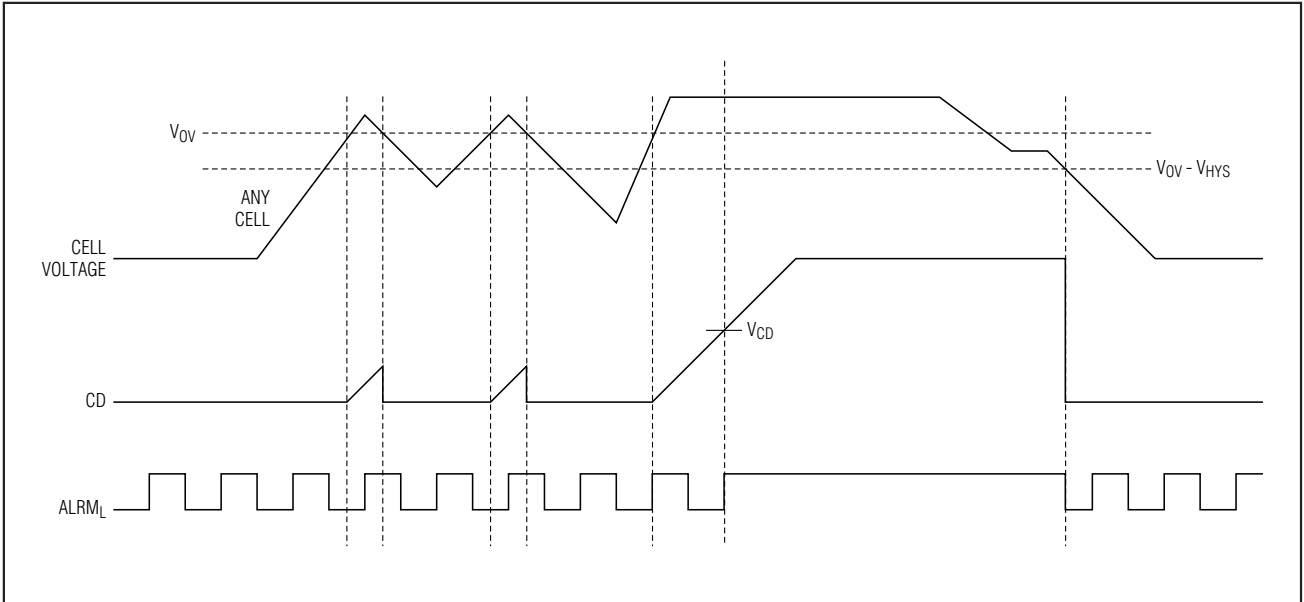 V_OV
V_OV - V_HYS
ANY
CELL
CELL
VOLTAGE
V_CD
CD
ALRM_L